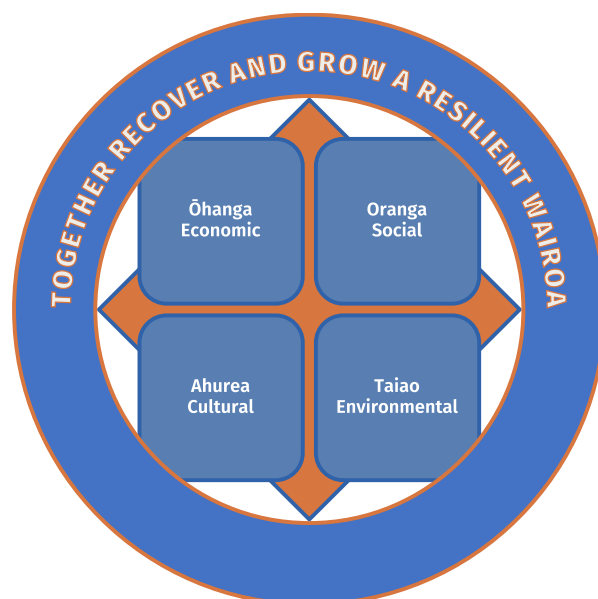 TOGETHER RECOVER AND GROW A RESILIENT WAIROA
Ōhanga
Economic
Oranga
Social
Ahurea
Cultural
Taiao
Environmental